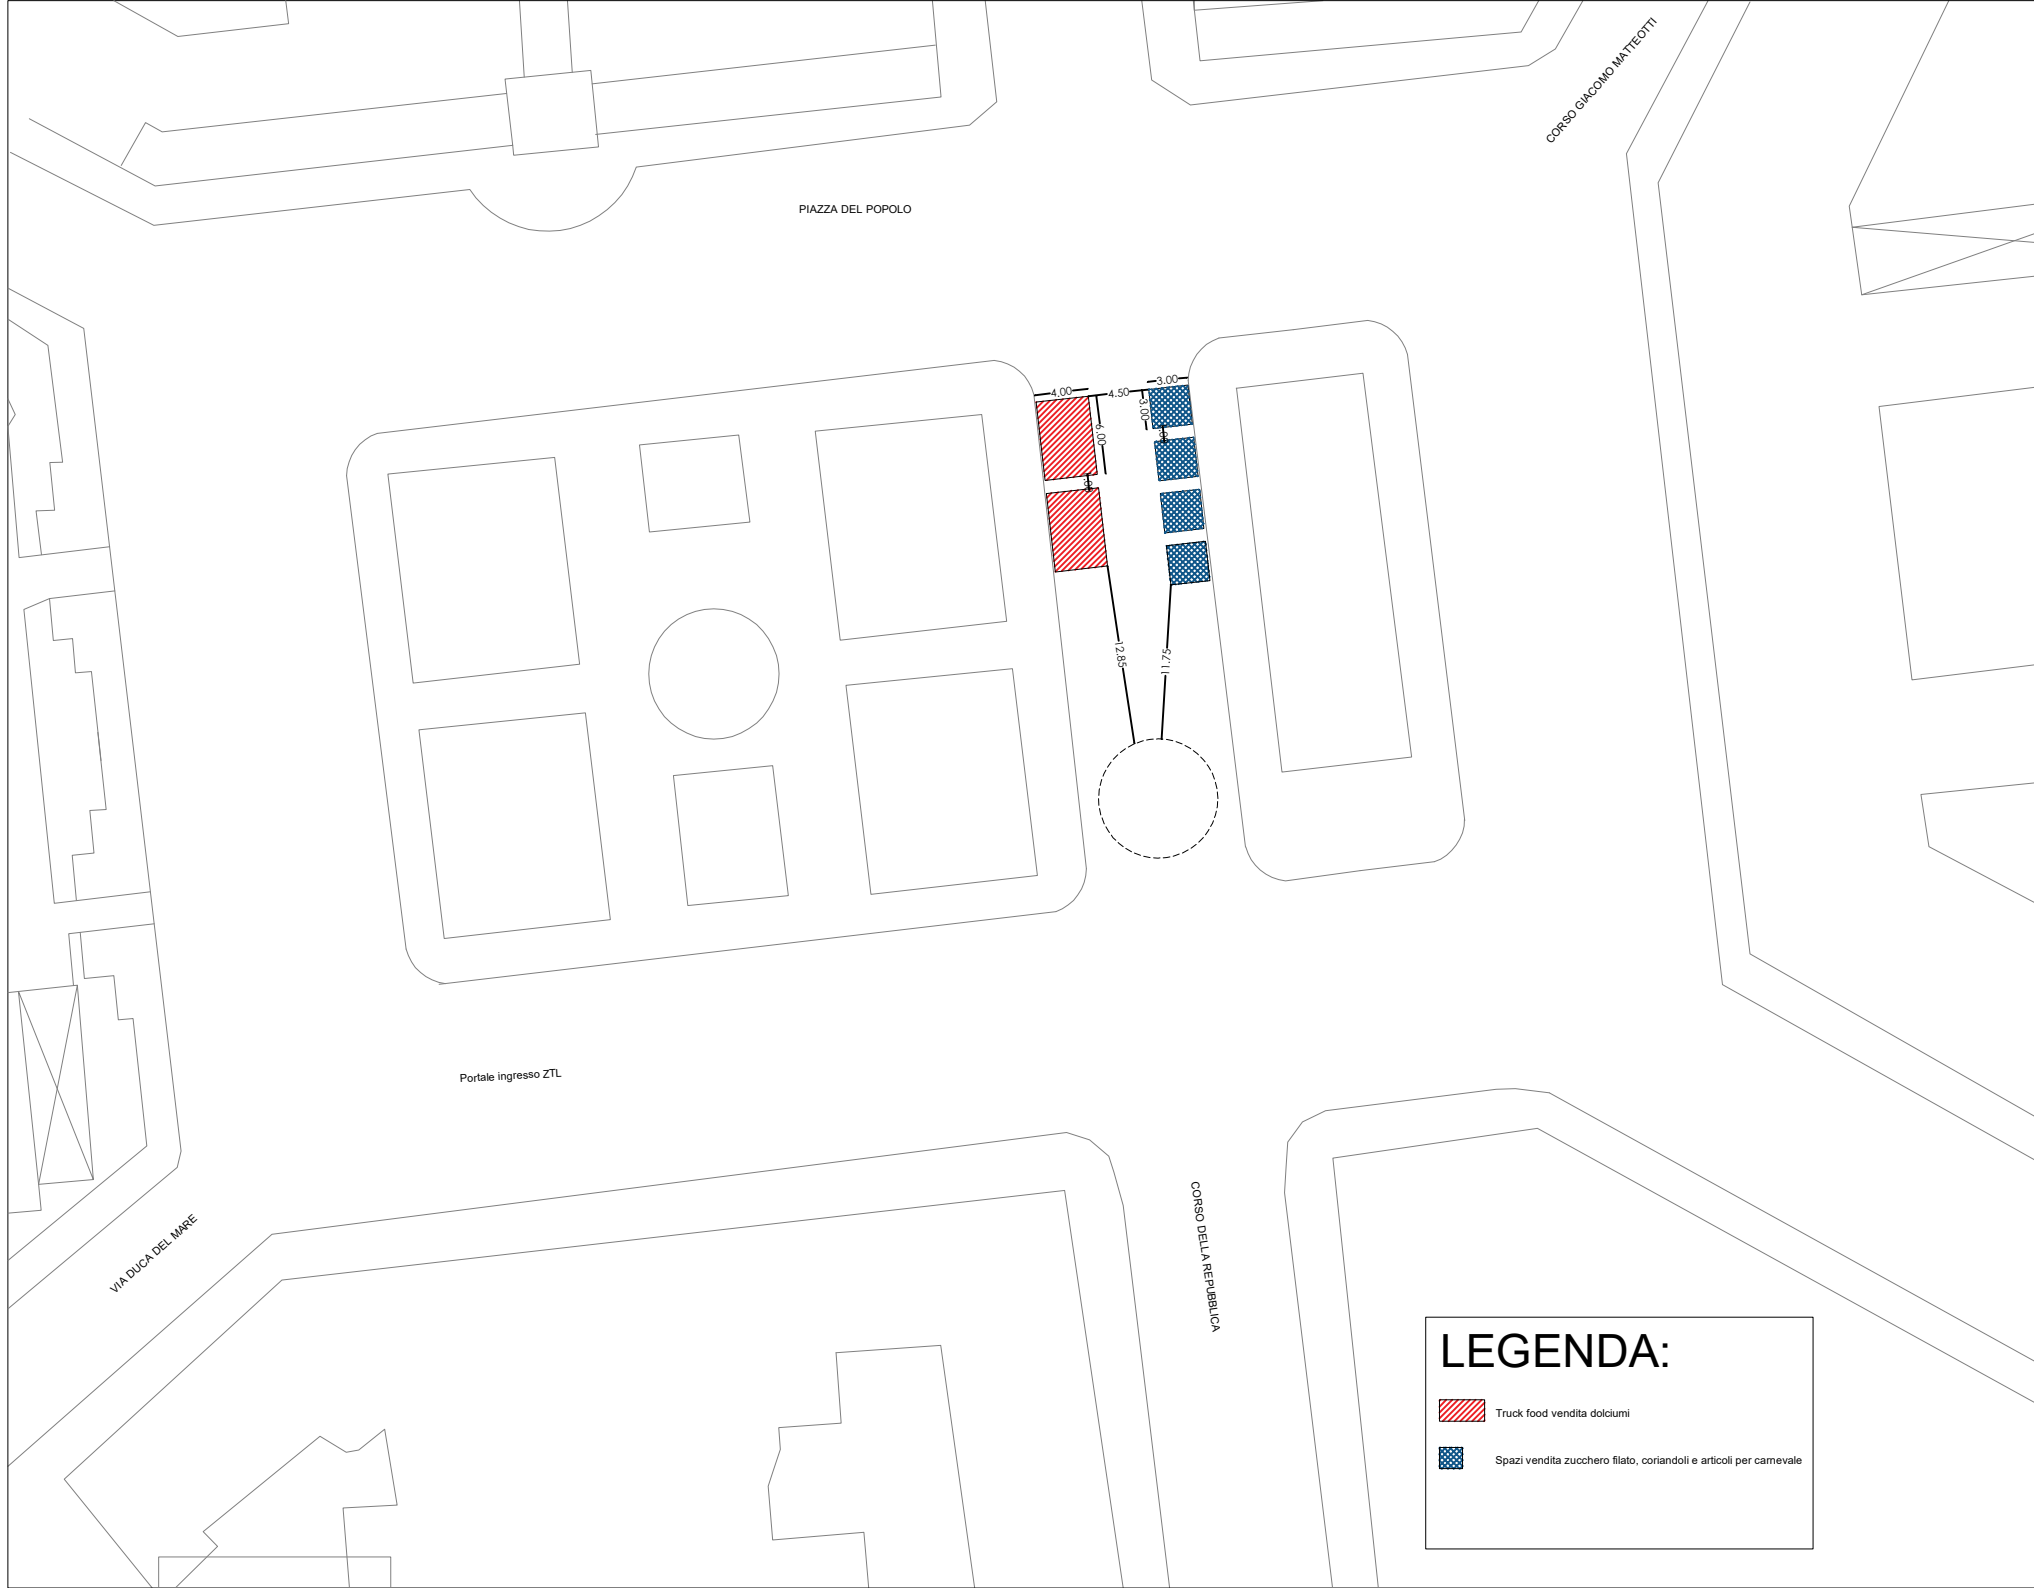 CORSO GIACOMO MATTEOTTI
PIAZZA DEL POPOLO
4.00
4.50
3.00
3.00
6.00
12.85
11.75
Portale ingresso ZTL
VIA DUCA DEL MARE
CORSO DELLA REPUBBLICA
LEGENDA:
Truck food vendita dolciumi
Spazi vendita zucchero filato, coriandoli e articoli per carnevale